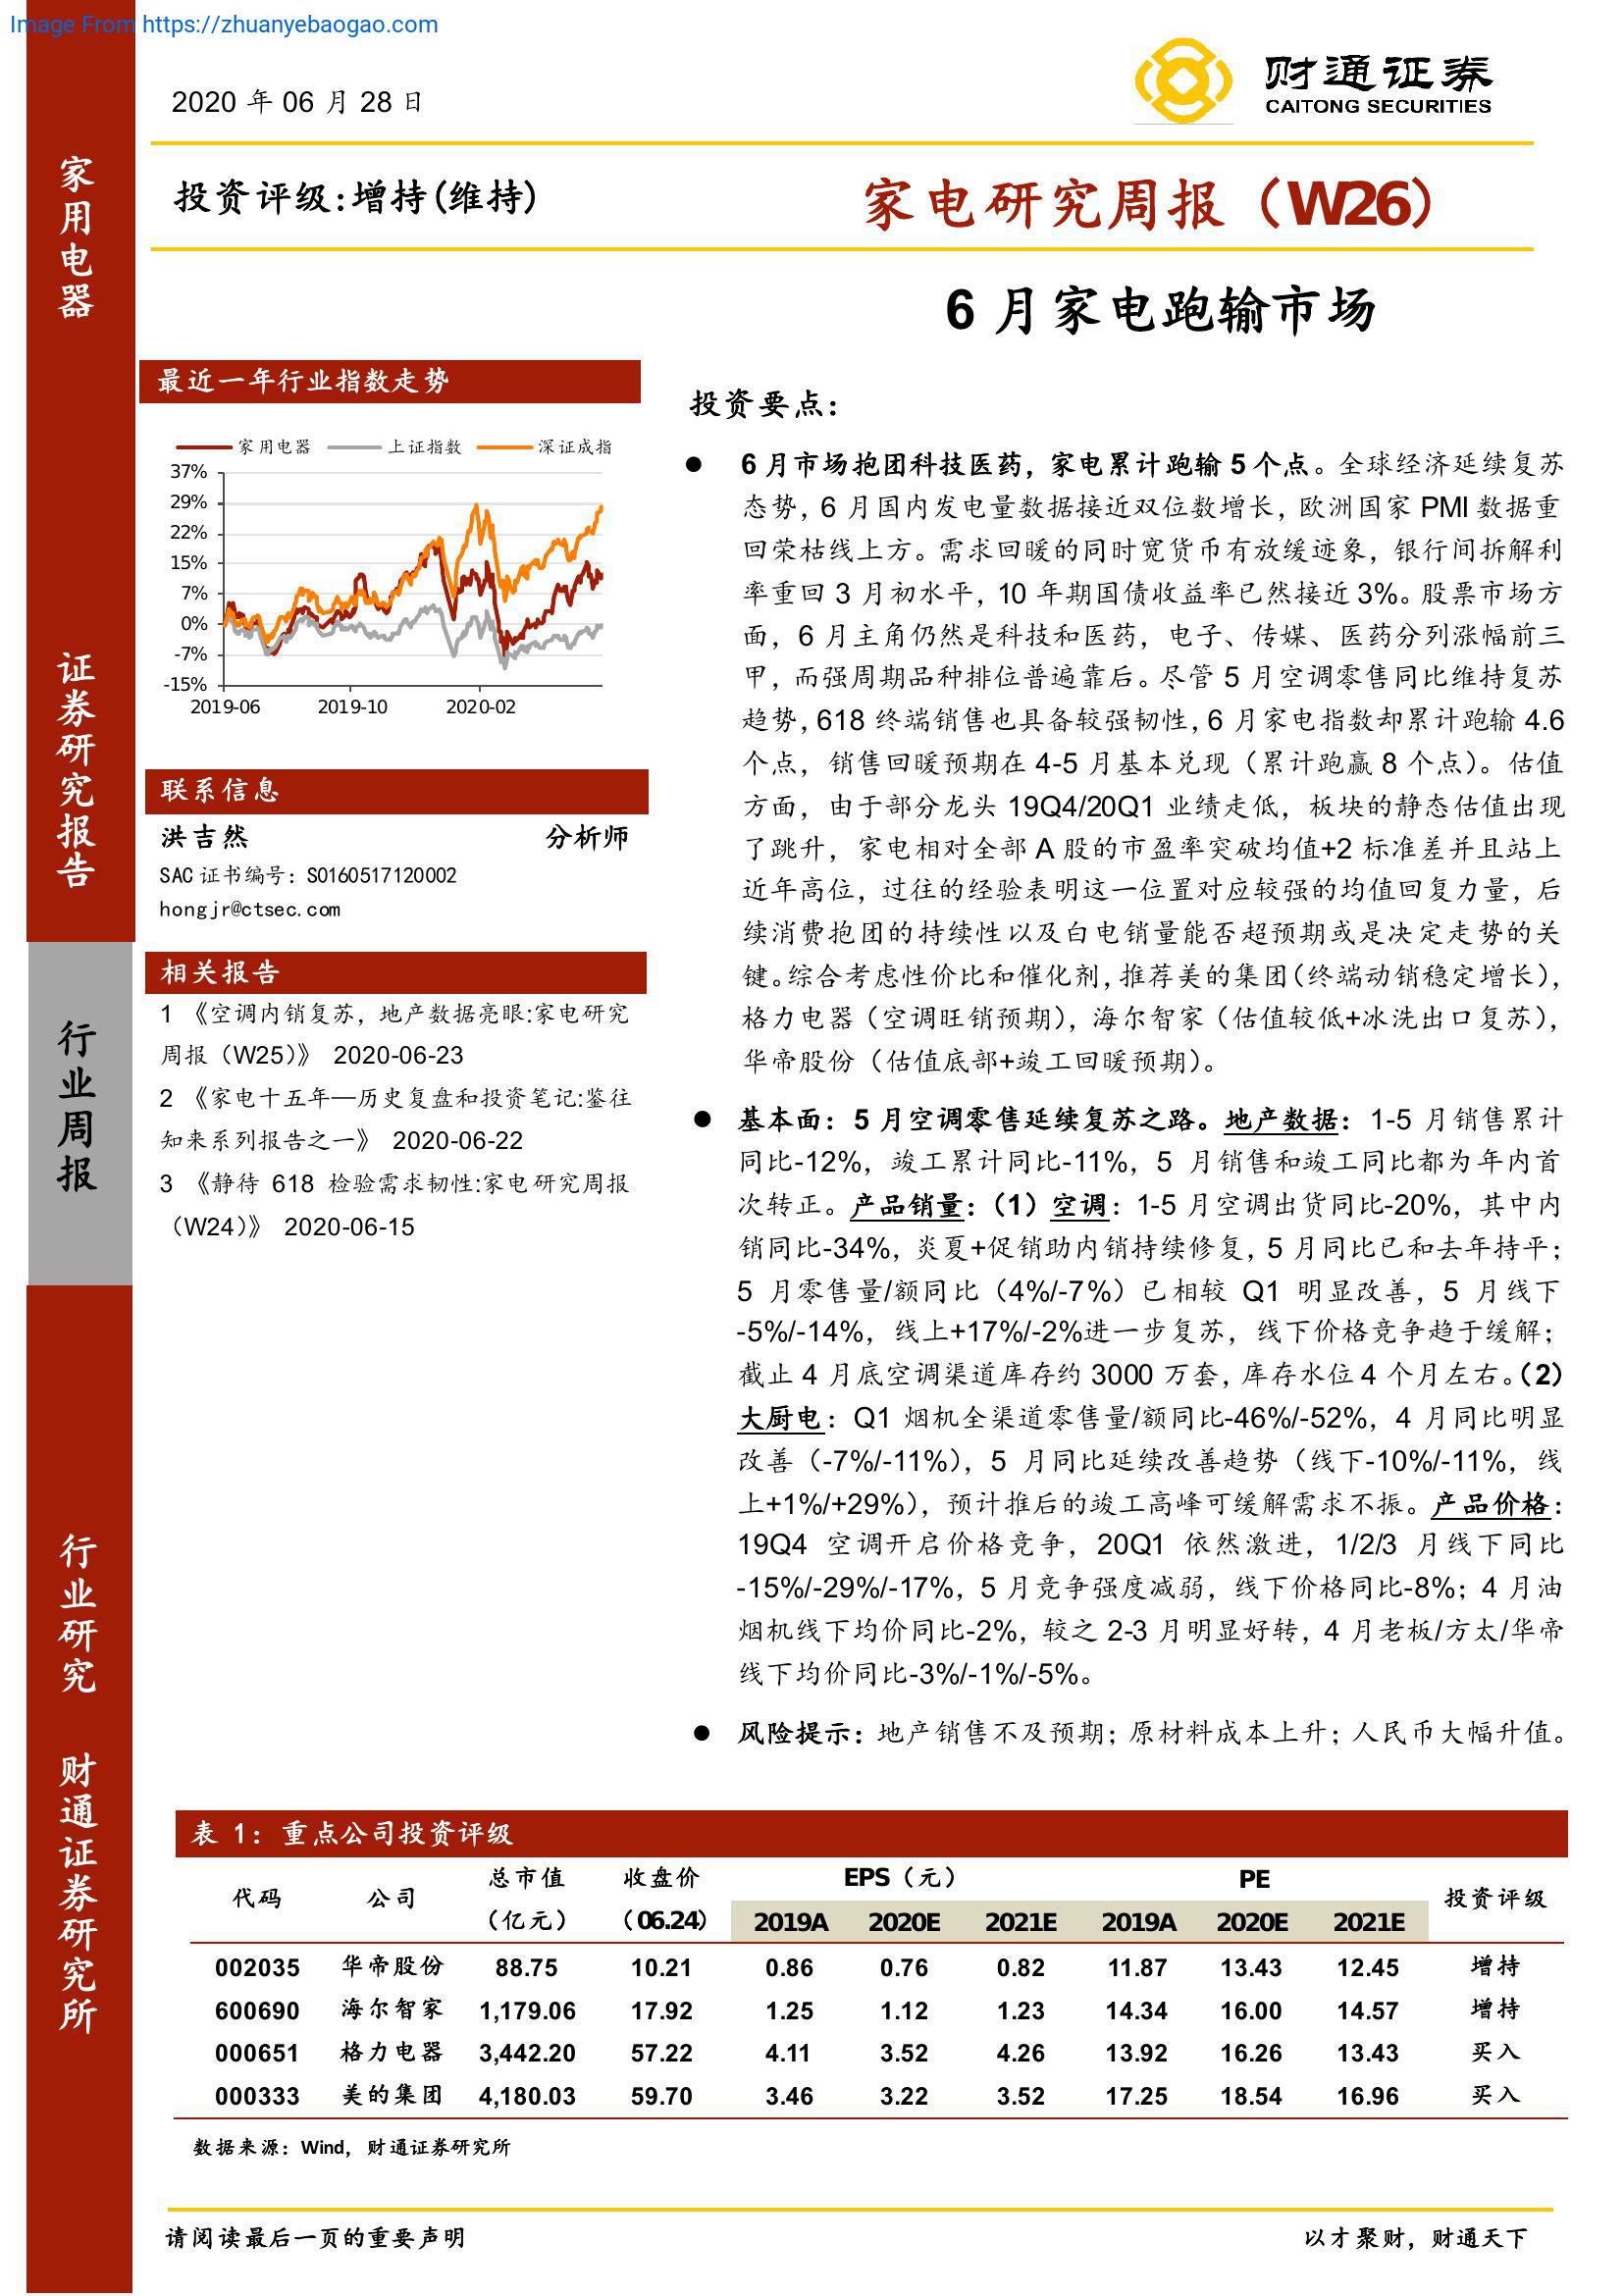 Image From https://zhuanyebaogao.com
2020 年 06 月 28 日
财通证券
CAITONG SECURITIES
投资评级:增持(维持)
家电研究周报（W26）
6 月家电跑输市场
家用电器
证券研究报告
行业周报
行业研究
财通证券研究所
最近一年行业指数走势
家用电器 上证指数 深证成指
37%
29%
22%
15%
7%
0%
-7%
-15%
2019-06 2019-10 2020-02
联系信息
洪吉然 分析师
SAC 证书编号：S0160517120002
hongjr@ctsec.com
相关报告
1 《空调内销复苏，地产数据亮眼:家电研究
周报（W25）》 2020-06-23
2 《家电十五年—历史复盘和投资笔记:鉴往
知来系列报告之一》 2020-06-22
3 《静待 618 检验需求韧性:家电研究周报
（W24）》 2020-06-15
投资要点：
● 6 月市场抱团科技医药，家电累计跑输 5 个点。全球经济延续复苏
态势，6 月国内发电量数据接近双位数增长，欧洲国家 PMI 数据重
回荣枯线上方。需求回暖的同时宽货币有放缓迹象，银行间拆解利
率重回 3 月初水平，10 年期国债收益率已然接近 3%。股票市场方
面，6 月主角仍然是科技和医药，电子、传媒、医药分列涨幅前三
甲，而强周期品种排位普遍靠后。尽管 5 月空调零售同比维持复苏
趋势，618 终端销售也具备较强韧性，6 月家电指数却累计跑输 4.6
个点，销售回暖预期在 4-5 月基本兑现（累计跑赢 8 个点）。估值
方面，由于部分龙头 19Q4/20Q1 业绩走低，板块的静态估值出现
了跳升，家电相对全部 A 股的市盈率突破均值+2 标准差并且站上
近年高位，过往的经验表明这一位置对应较强的均值回复力量，后
续消费抱团的持续性以及白电销量能否超预期或是决定走势的关
键。综合考虑性价比和催化剂，推荐美的集团（终端动销稳定增长），
格力电器（空调旺销预期），海尔智家（估值较低+冰洗出口复苏），
华帝股份（估值底部+竣工回暖预期）。
● 基本面：5 月空调零售延续复苏之路。地产数据：1-5 月销售累计
同比-12%，竣工累计同比-11%，5 月销售和竣工同比都为年内首
次转正。产品销量：（1）空调：1-5 月空调出货同比-20%，其中内
销同比-34%，炎夏+促销助内销持续修复，5 月同比已和去年持平；
5 月零售量/额同比（4%/-7%）已相较 Q1 明显改善，5 月线下
-5%/-14%，线上+17%/-2%进一步复苏，线下价格竞争趋于缓解；
截止 4 月底空调渠道库存约 3000 万套，库存水位 4 个月左右。（2）
大厨电：Q1 烟机全渠道零售量/额同比-46%/-52%，4 月同比明显
改善（-7%/-11%），5 月同比延续改善趋势（线下-10%/-11%，线
上+1%/+29%），预计推后的竣工高峰可缓解需求不振。产品价格：
19Q4 空调开启价格竞争，20Q1 依然激进，1/2/3 月线下同比
-15%/-29%/-17%，5 月竞争强度减弱，线下价格同比-8%；4 月油
烟机线下均价同比-2%，较之 2-3 月明显好转，4 月老板/方太/华帝
线下均价同比-3%/-1%/-5%。
● 风险提示：地产销售不及预期；原材料成本上升；人民币大幅升值。
表 1：重点公司投资评级
代码 公司 总市值（亿元） 收盘价（06.24） EPS（元） PE 投资评级
2019A 2020E 2021E 2019A 2020E 2021E
002035 华帝股份 88.75 10.21 0.86 0.76 0.82 11.87 13.43 12.45 增持
600690 海尔智家 1,179.06 17.92 1.25 1.12 1.23 14.34 16.00 14.57 增持
000651 格力电器 3,442.20 57.22 4.11 3.52 4.26 13.92 16.26 13.43 买入
000333 美的集团 4,180.03 59.70 3.46 3.22 3.52 17.25 18.54 16.96 买入
数据来源：Wind，财通证券研究所
请阅读最后一页的重要声明
以才聚财，财通天下